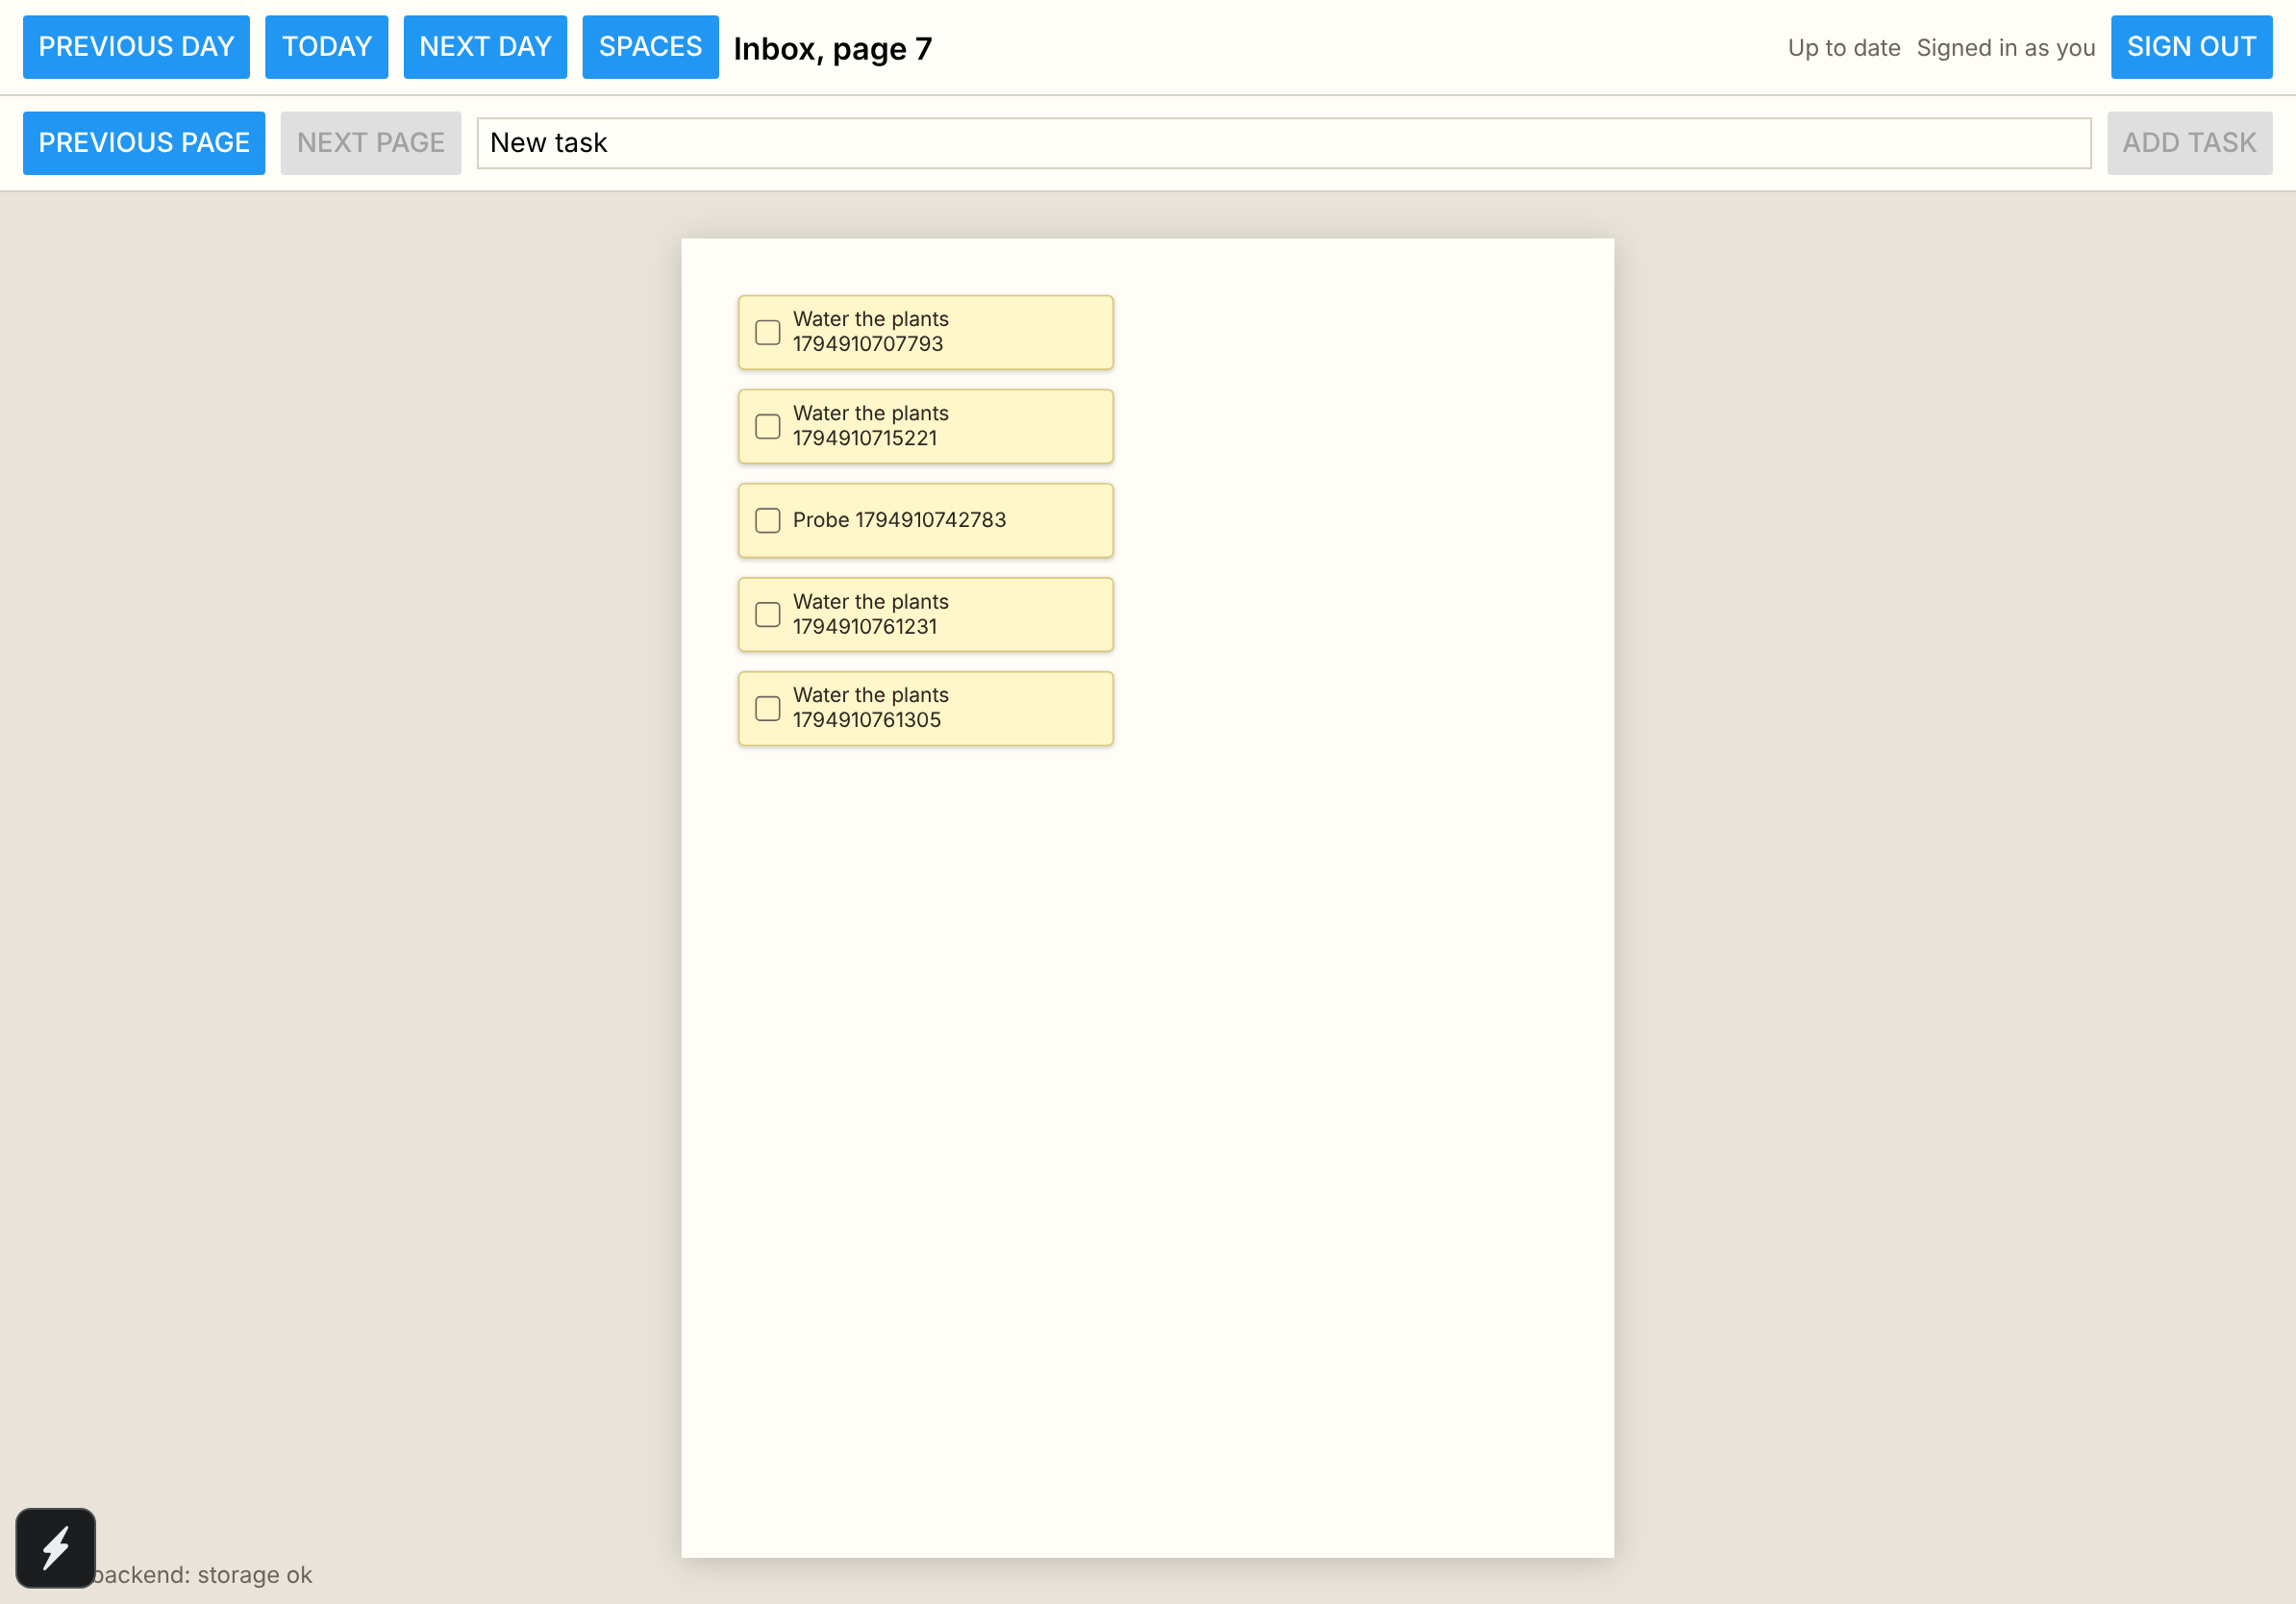 PREVIOUS DAY TODAY NEXT DAY SPACES Inbox, page 7 Up to date Signed in as you SIGN OUT
PREVIOUS PAGE NEXT PAGE New task ADD TASK
Water the plants
1794910707793
Water the plants
1794910715221
Probe 1794910742783
Water the plants
1794910761231
Water the plants
1794910761305
backend: storage ok